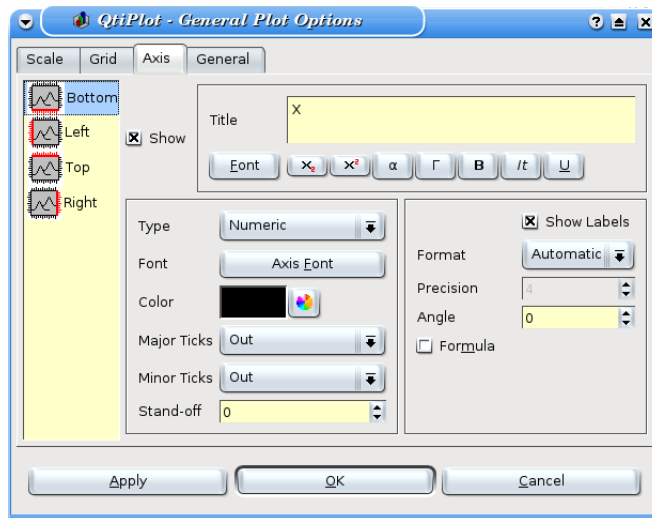 QtiPlot - General Plot Options
Scale Grid Axis General
Bottom
Left
Top
Right
Show
Title X
Font X₂ X² α Γ B It U
Type Numeric
Font Axis Font
Color
Major Ticks Out
Minor Ticks Out
Stand-off 0
Show Labels
Format Automatic
Precision 4
Angle 0
Formula
Apply OK Cancel